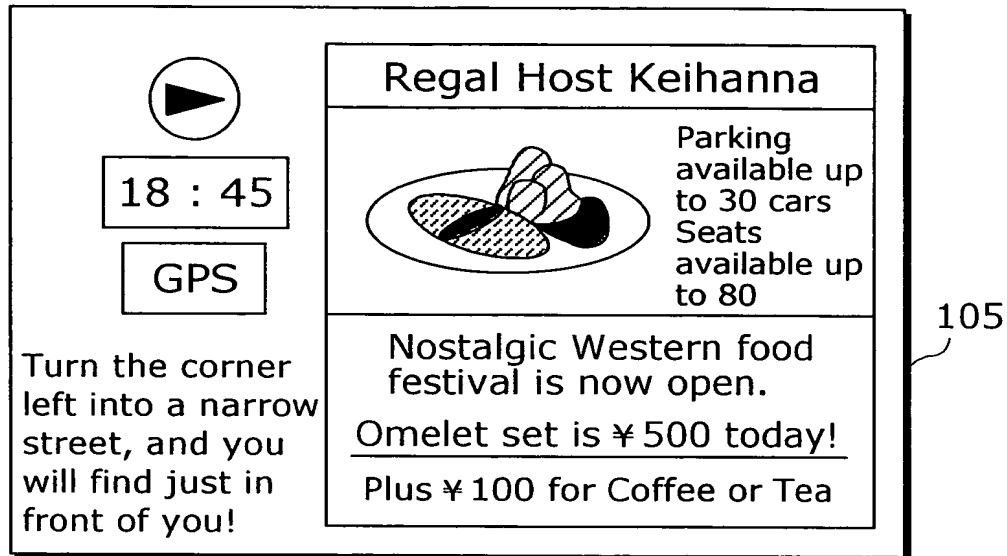 18 : 45
GPS
Turn the corner
left into a narrow
street, and you
will find just in
front of you!
Regal Host Keihanna
Parking
available up
to 30 cars
Seats
available up
to 80
Nostalgic Western food
festival is now open.
Omelet set is ¥500 today!
Plus ¥100 for Coffee or Tea
105